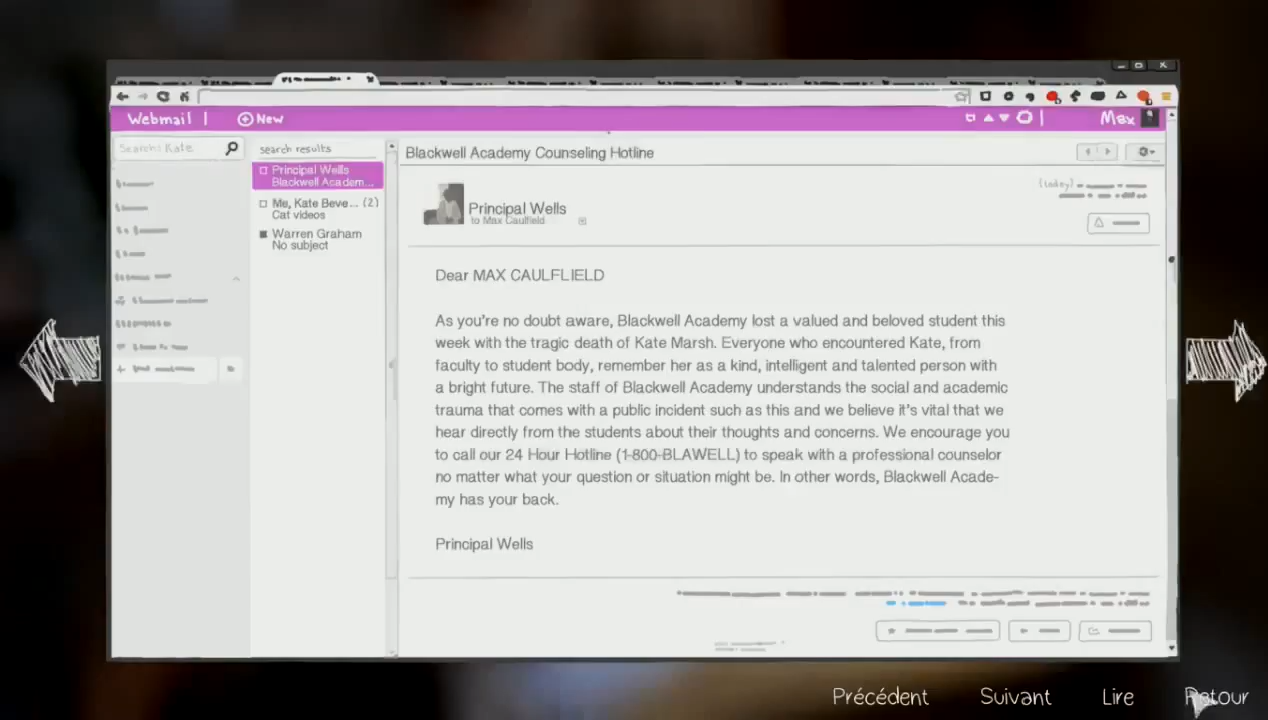 Webmail |
New
Max
Search: Kate
search results
Blackwell Academy Counseling Hotline
Principal Wells
Blackwell Academ...
Me, Kate Beve... (2)
Cat videos
Warren Graham
No subject
(today)
Principal Wells
to Max Caulfield
Dear MAX CAULFLIELD
As you're no doubt aware, Blackwell Academy lost a valued and beloved student this
week with the tragic death of Kate Marsh. Everyone who encountered Kate, from
faculty to student body, remember her as a kind, intelligent and talented person with
a bright future. The staff of Blackwell Academy understands the social and academic
trauma that comes with a public incident such as this and we believe it's vital that we
hear directly from the students about their thoughts and concerns. We encourage you
to call our 24 Hour Hotline (1-800-BLAWELL) to speak with a professional counselor
no matter what your question or situation might be. In other words, Blackwell Acade-
my has your back.
Principal Wells
Précédent
Suivant
Lire
Retour